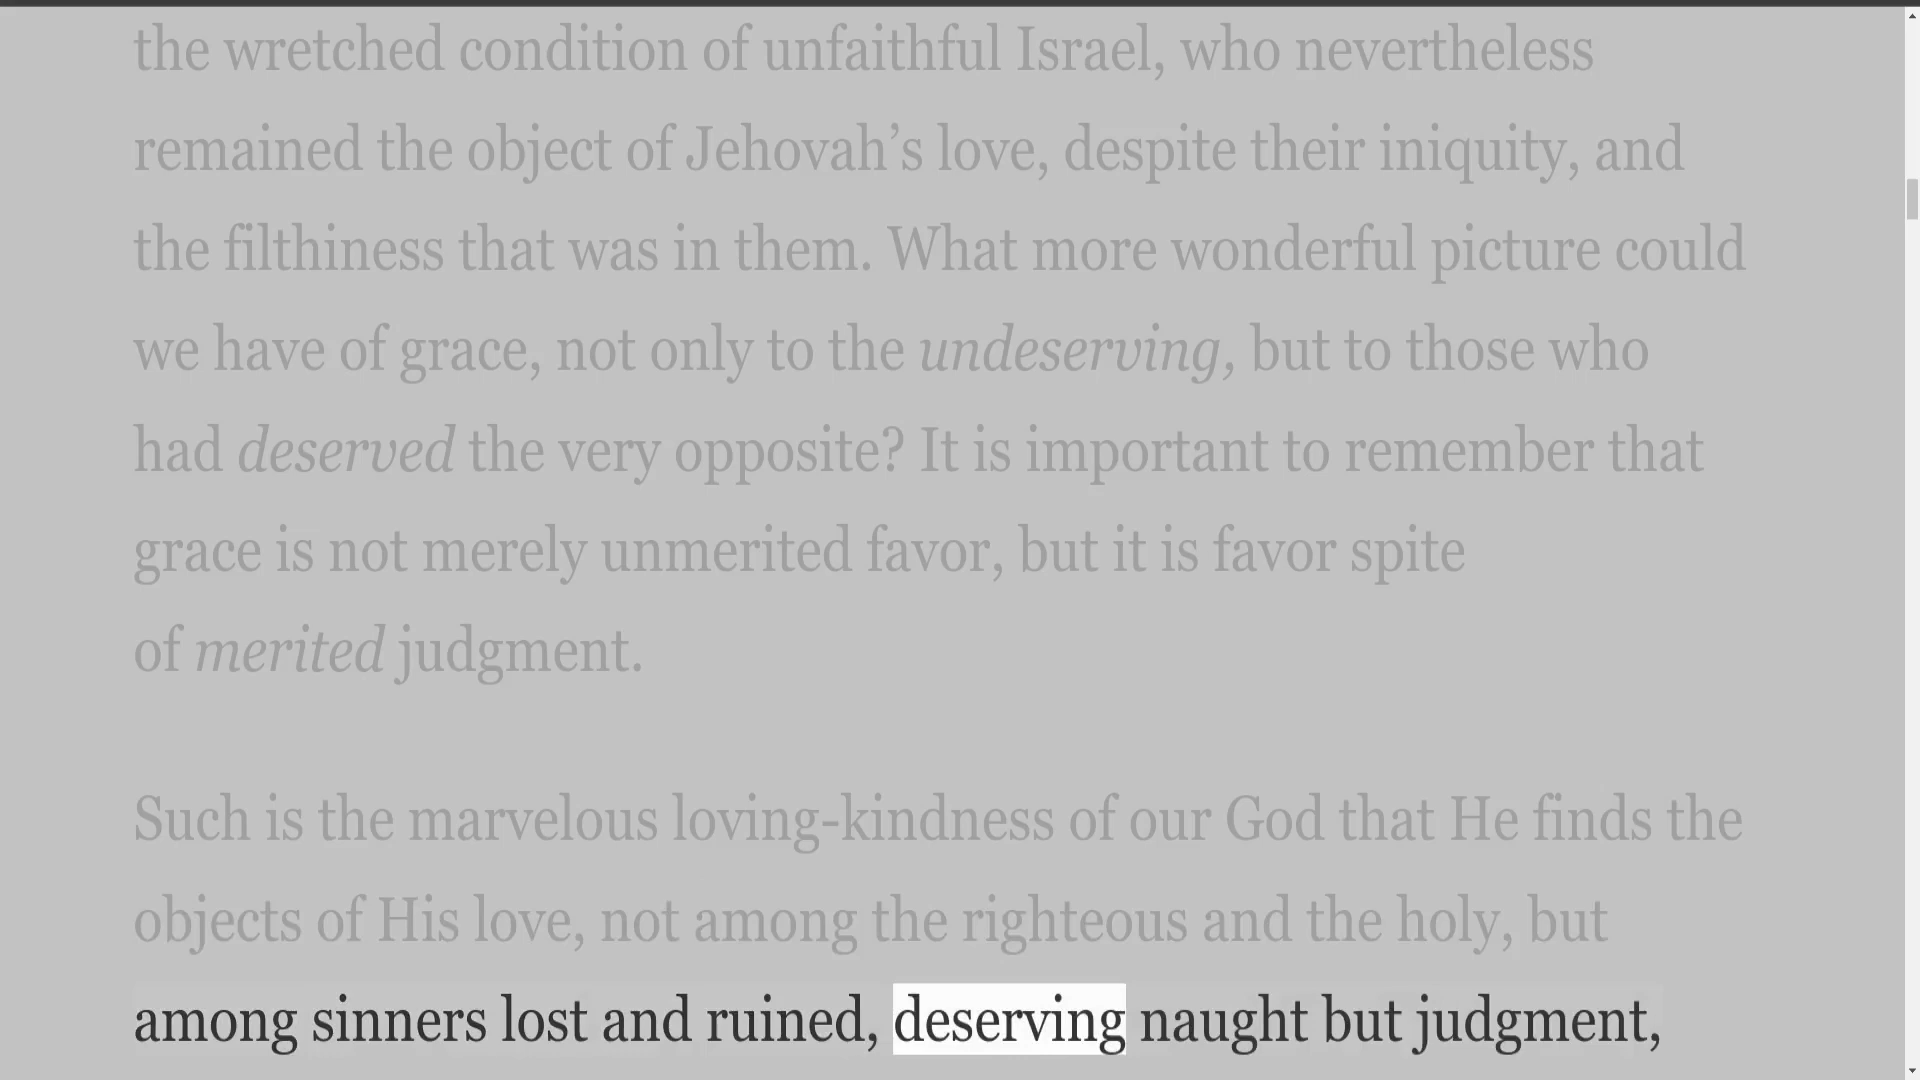 the wretched condition of unfaithful Israel, who nevertheless
remained the object of Jehovah’s love, despite their iniquity, and
the filthiness that was in them. What more wonderful picture could
we have of grace, not only to the undeserving, but to those who
had deserved the very opposite? It is important to remember that
grace is not merely unmerited favor, but it is favor spite
of merited judgment.
Such is the marvelous loving-kindness of our God that He finds the
objects of His love, not among the righteous and the holy, but
among sinners lost and ruined, deserving naught but judgment,